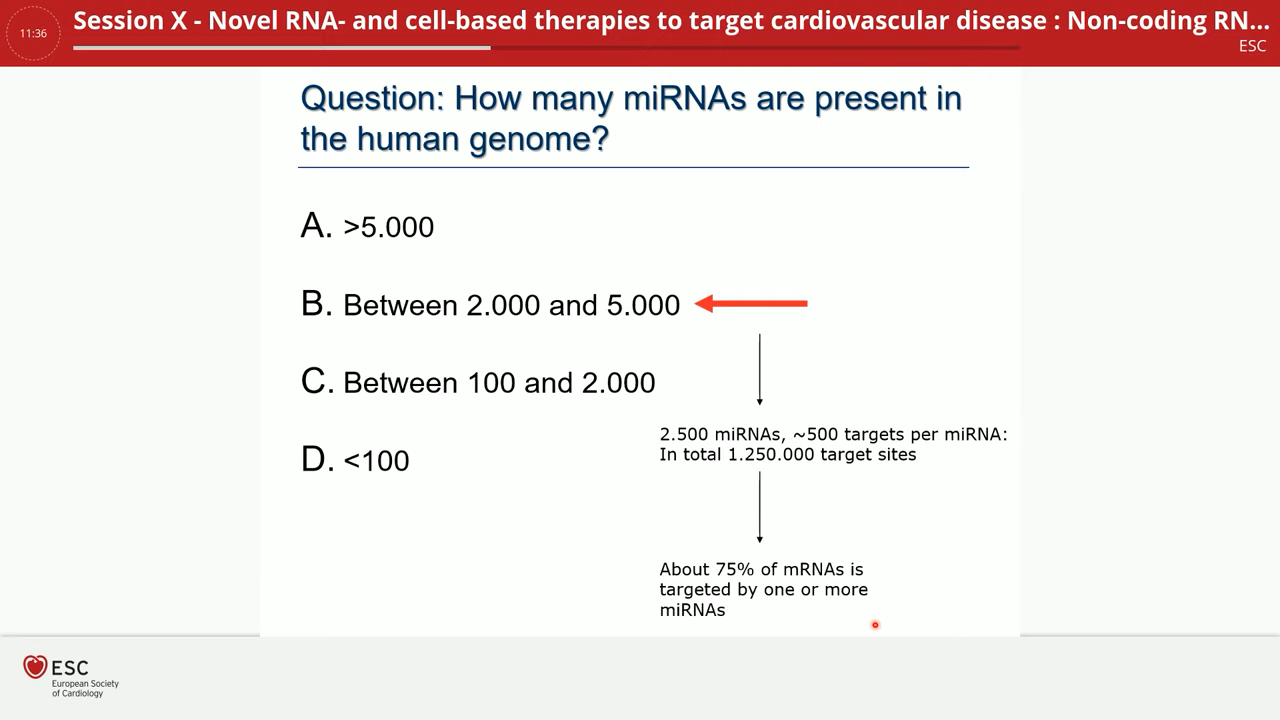 11:36
Session X - Novel RNA- and cell-based therapies to target cardiovascular disease : Non-coding RN...
ESC
Question: How many miRNAs are present in
the human genome?
A. >5.000
B. Between 2.000 and 5.000
C. Between 100 and 2.000
2.500 miRNAs, ~500 targets per miRNA:
In total 1.250.000 target sites
D. <100
About 75% of mRNAs is
targeted by one or more
miRNAs
ESC
European Society
of Cardiology